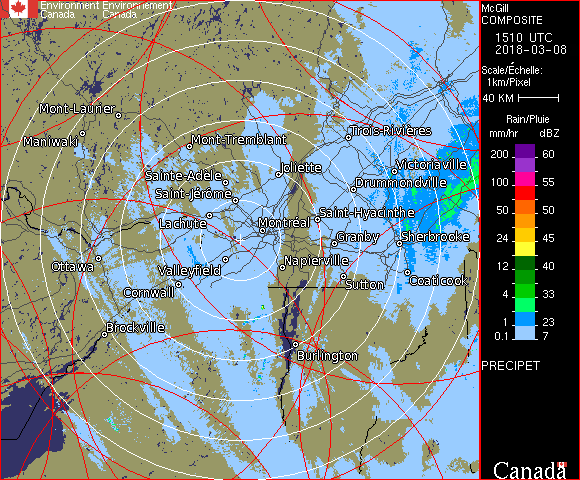 Environment Environnement
Canada Canada
McGill
COMPOSITE
1510 UTC
2018-03-08
Scale/Échelle:
1km/Pixel
40 KM
Rain/Pluie
mm/hr dBZ
200 60
100 55
50 50
24 45
12 40
4 33
1 23
0.1 7
PRECIPET
Canada
Mont-Laurier
Maniwaki
Mont-Tremblant
Trois-Rivières
Joliette
Victoriaville
Sainte-Adèle
Drummondville
Saint-Jérôme
Lachute
Saint-Hyacinthe
Montréal
Granby
Sherbrooke
Ottawa
Napierville
Valleyfield
Sutton
Coaticook
Cornwall
Brockville
Burlington